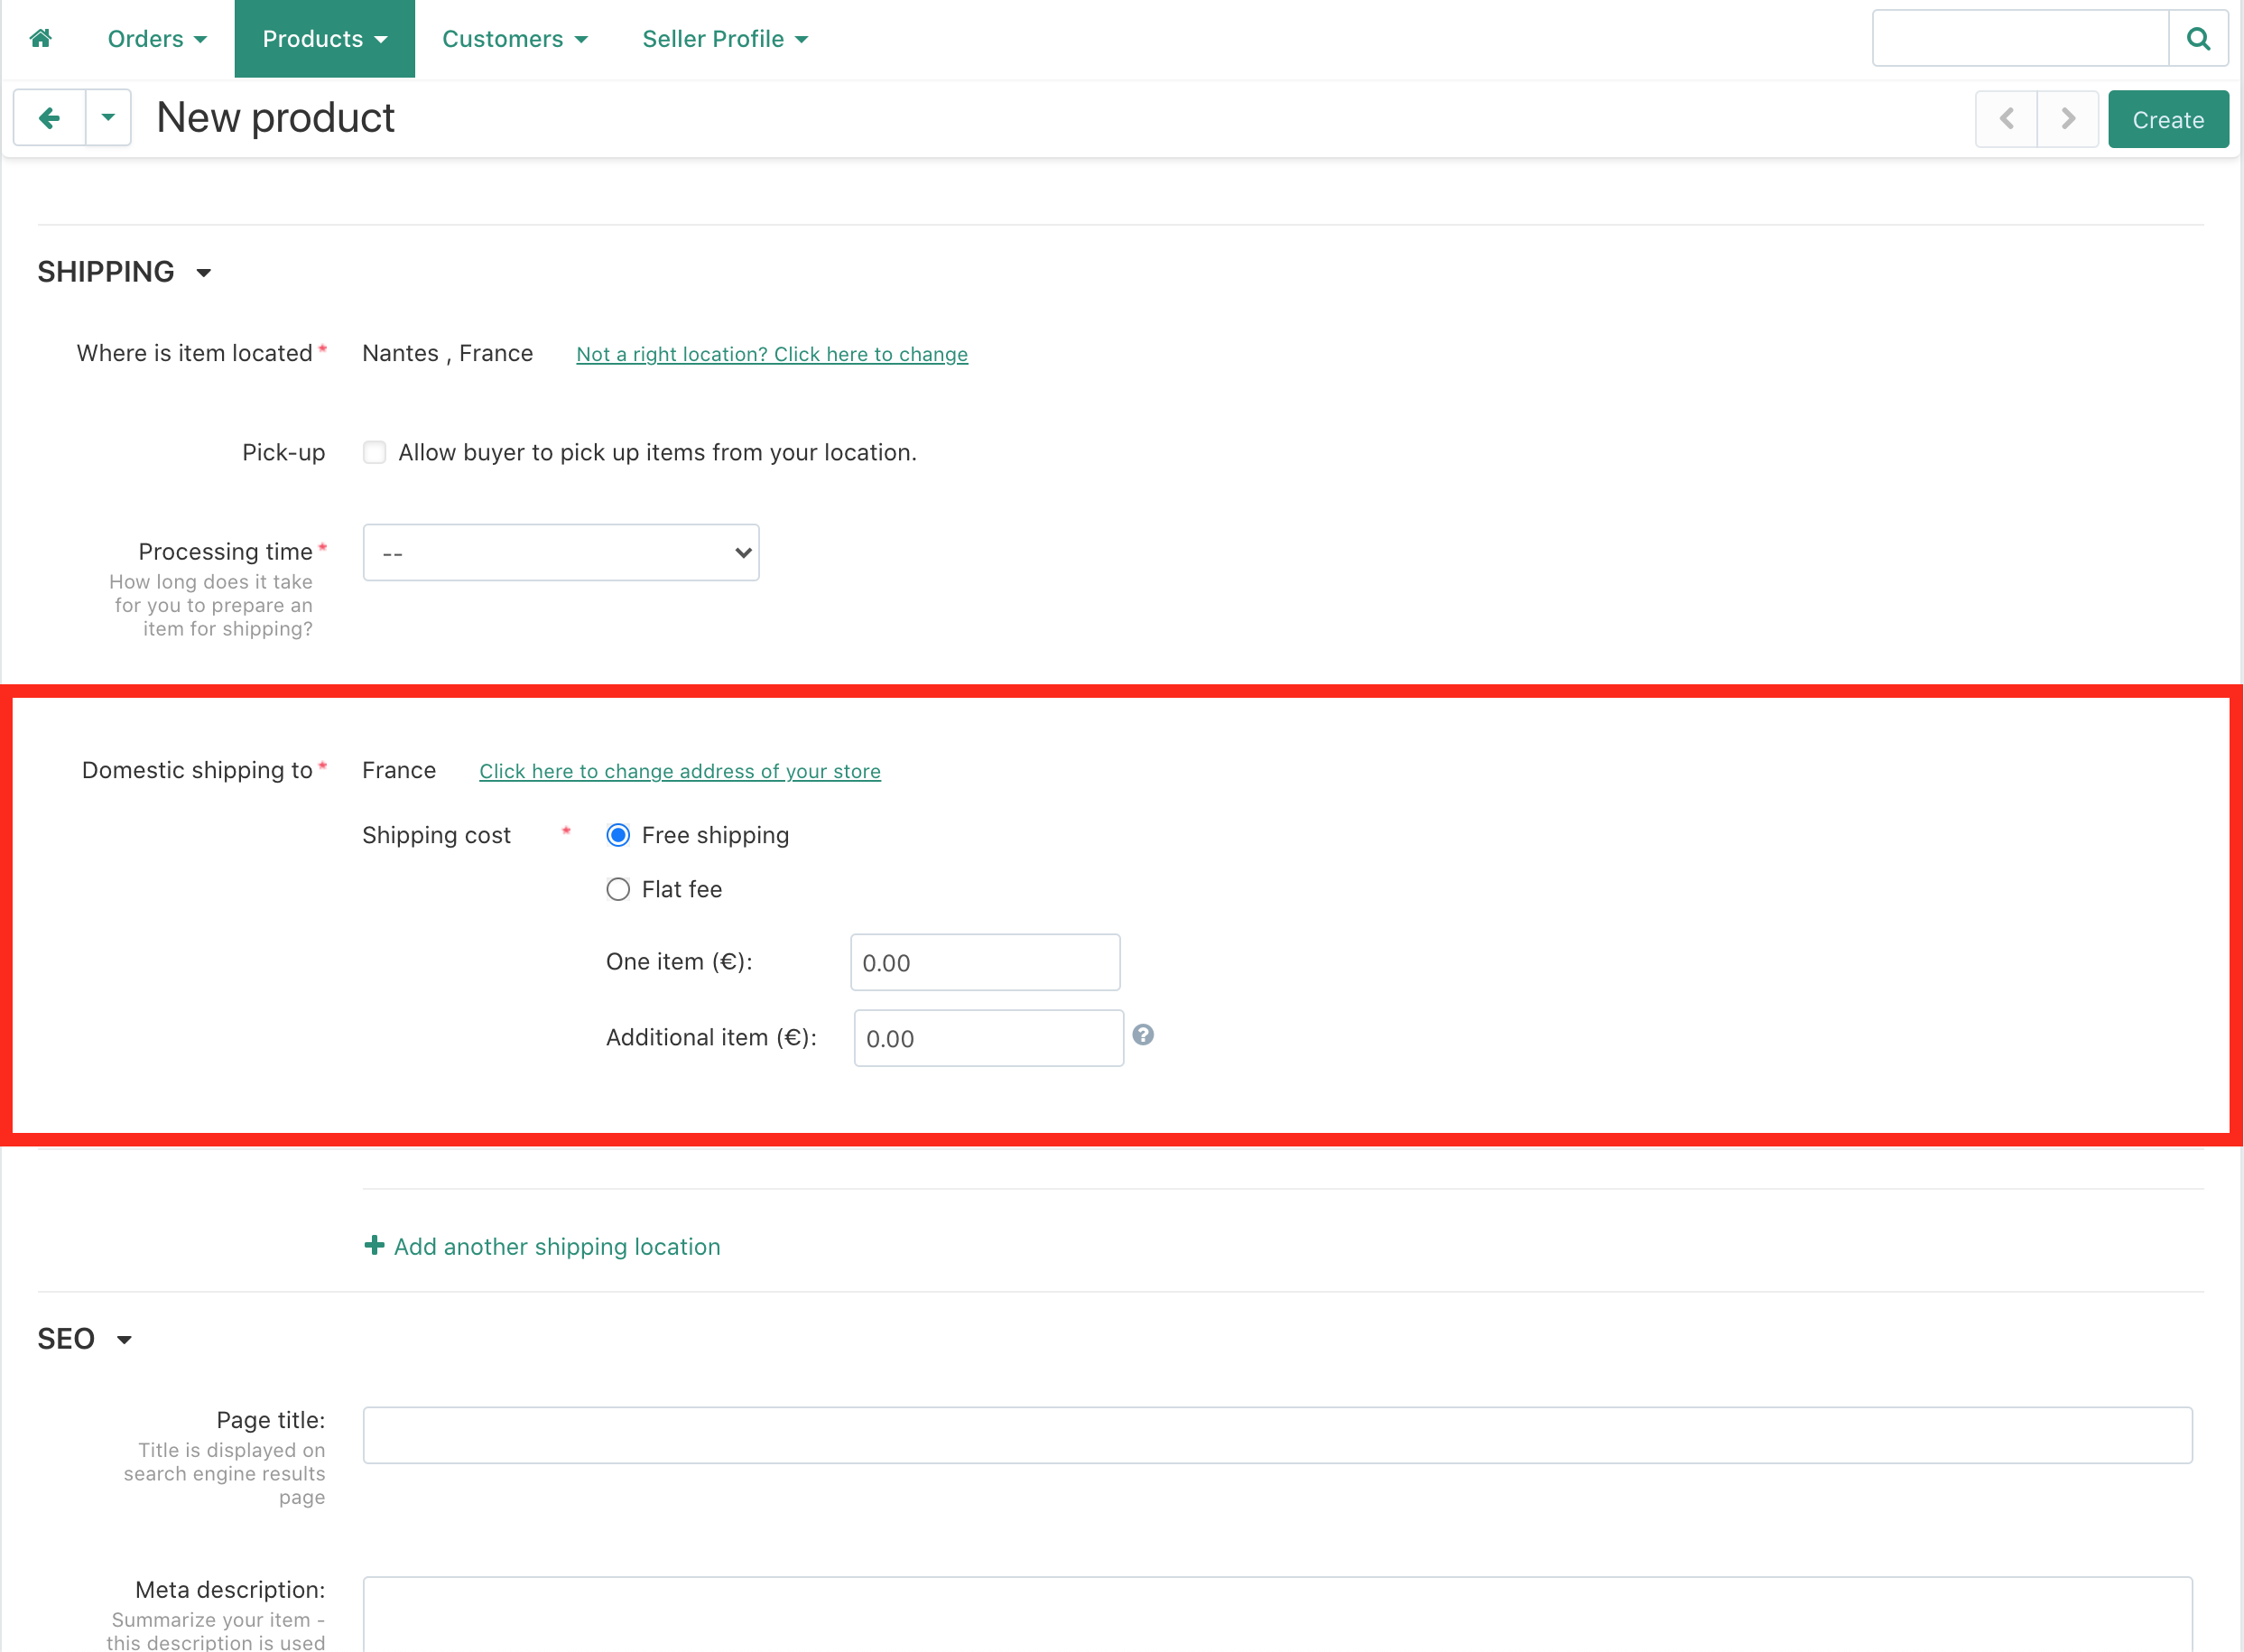 Orders Products Customers Seller Profile
New product Create
SHIPPING
Where is item located * Nantes , France Not a right location? Click here to change
Pick-up Allow buyer to pick up items from your location.
Processing time * --
How long does it take
for you to prepare an
item for shipping?
Domestic shipping to * France Click here to change address of your store
Shipping cost * Free shipping
Flat fee
One item (€): 0.00
Additional item (€): 0.00 ?
+ Add another shipping location
SEO
Page title:
Title is displayed on
search engine results
page
Meta description:
Summarize your item -
this description is used